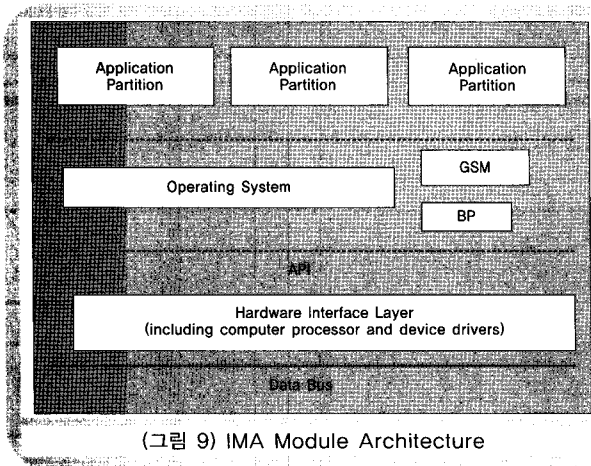 Application
Partition
Application
Partition
Application
Partition
Operating System
GSM
BP
API
Hardware Interface Layer
(including computer processor and device drivers)
Data Bus
(그림 9) IMA Module Architecture